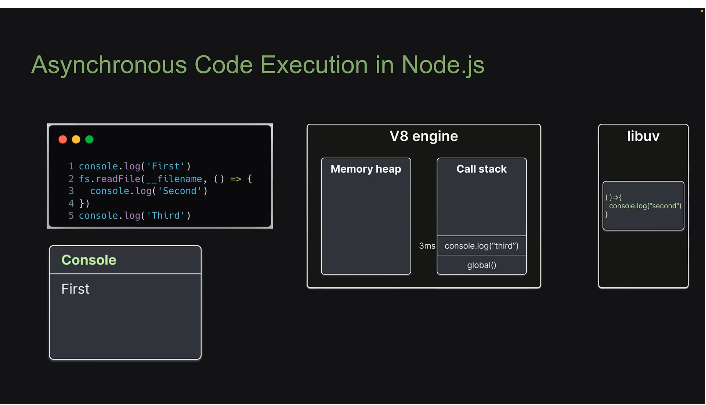 Asynchronous Code Execution in Node.js
1 console.log('First')
2 fs.readFile(__filename, () => {
3 console.log('Second')
4 })
5 console.log('Third')
Console
First
V8 engine
Memory heap
Call stack
3ms console.log("third")
global()
libuv
()=>{
console.log("second")
}